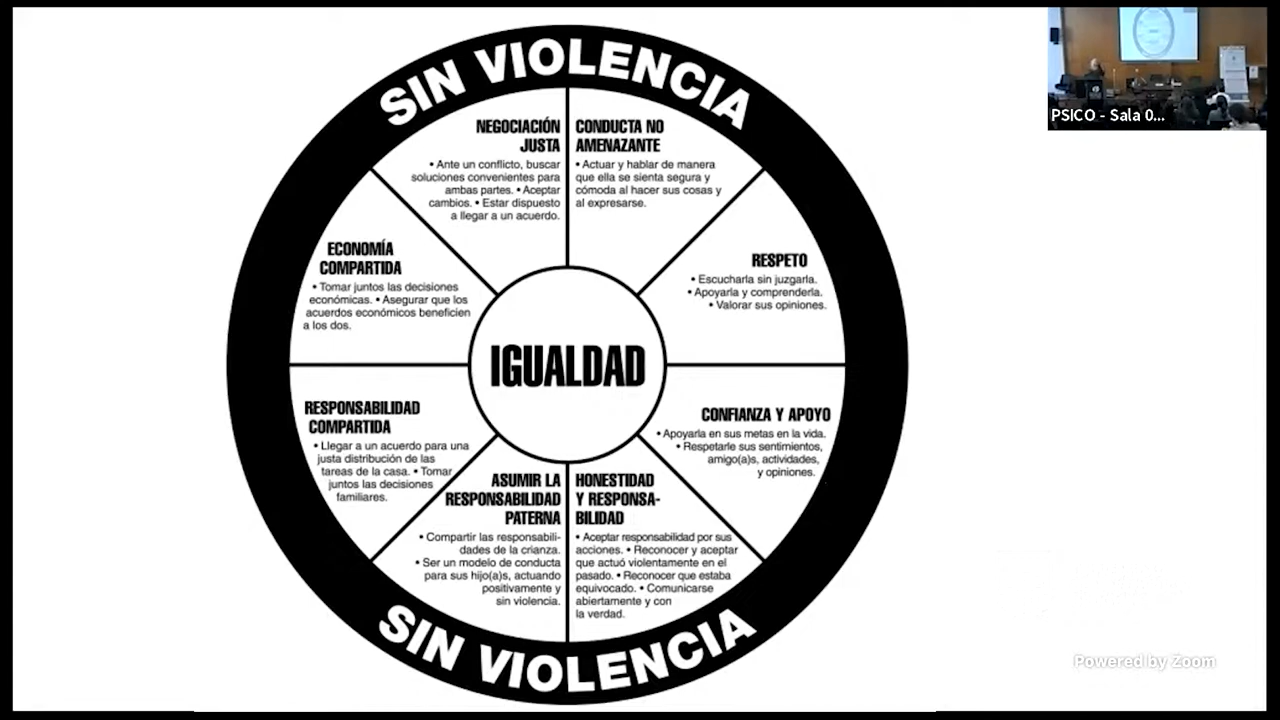 SIN VIOLENCIA
NEGOCIACIÓN
JUSTA
• Ante un conflicto, buscar
soluciones convenientes para
ambas partes. • Aceptar
cambios. • Estar dispuesto
a llegar a un acuerdo.
CONDUCTA NO
AMENAZANTE
• Actuar y hablar de manera
que ella se sienta segura y
cómoda al hacer sus cosas y
al expresarse.
RESPETO
• Escucharla sin juzgarla.
• Apoyarla y comprenderla.
• Valorar sus opiniones.
CONFIANZA Y APOYO
• Apoyarla en sus metas en la vida.
• Respetarle sus sentimientos,
amigo(a)s, actividades,
y opiniones.
HONESTIDAD
Y RESPONSA-
BILIDAD
• Aceptar responsabilidad por sus
acciones. • Reconocer y aceptar
que actuó violentamente en el
pasado. • Reconocer que estaba
equivocado. • Comunicarse
abiertamente y con
la verdad.
ASUMIR LA
RESPONSABILIDAD
PATERNA
• Compartir las responsabili-
dades de la crianza.
• Ser un modelo de conducta
para sus hijo(a)s, actuando
positivamente y
sin violencia.
RESPONSABILIDAD
COMPARTIDA
• Llegar a un acuerdo para una
justa distribución de las
tareas de la casa. • Tomar
juntos las decisiones
familiares.
ECONOMÍA
COMPARTIDA
• Tomar juntos las decisiones
económicas. • Asegurar que los
acuerdos económicos beneficien
a los dos.
IGUALDAD
SIN VIOLENCIA
PSICO - Sala 0...
Powered by Zoom